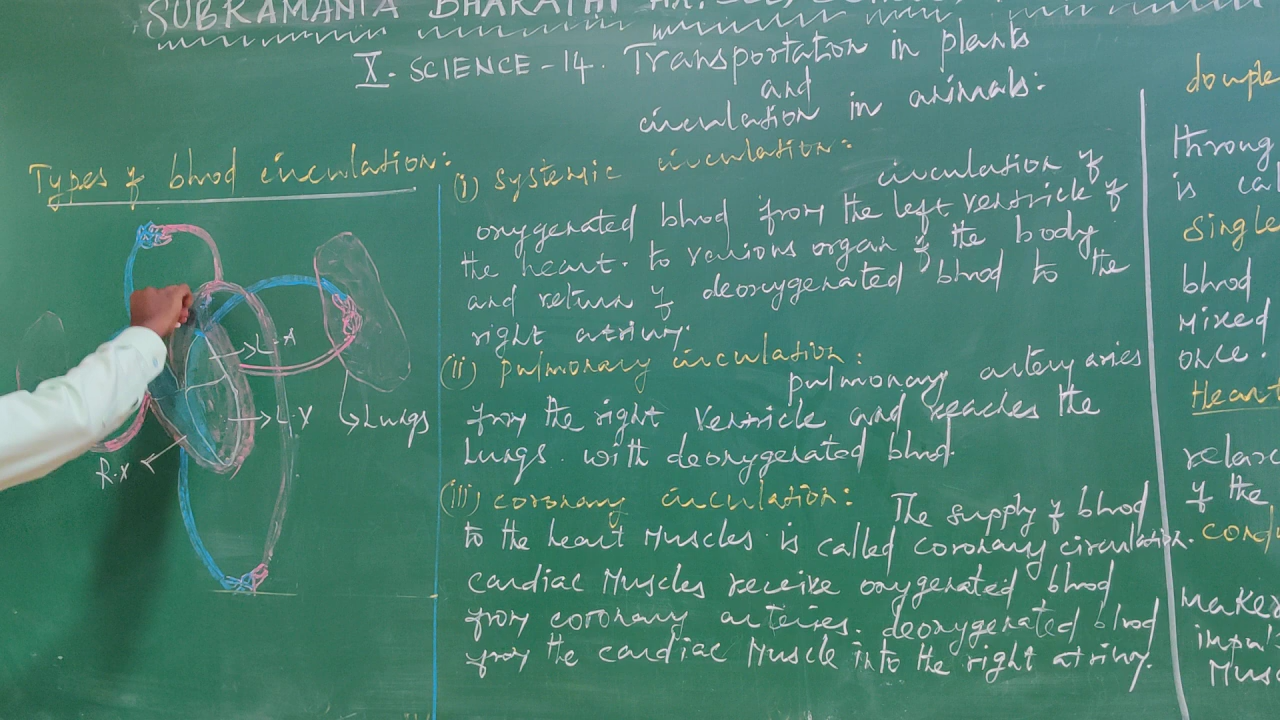 SUBRAMANIA BHARATHI
X. SCIENCE - 14. Transportation in plants
and
circulation in animals:
Types of blood circulation:
L.A
L.V
Lungs
R.V
(i) Systemic circulation:
circulation of
oxygenated blood from the left ventricle of
the heart. to various organ of the body
and return of deoxygenated blood to the
right atrium.
(ii) Pulmonary circulation:
pulmonary artery aries
from the right Ventricle and reaches the
Lungs. with deoxygenated blood.
(iii) coronary circulation:
The supply of blood
to the heart Muscles is called coronary circulation.
Cardiac Muscles receive oxygenated blood
from coronary arteries. deoxygenated blood
from the cardiac Muscle into the right atrium.
throug
is cal
Single
blood
Mixed
once.
Heart
relax
of the
cond
Makes
impul
Musc